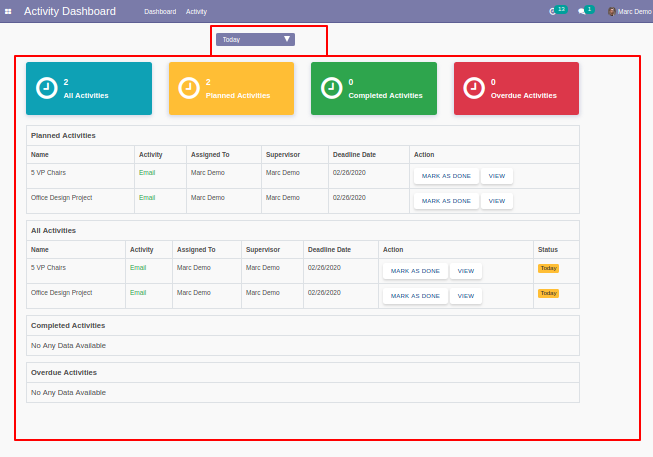 Activity Dashboard Dashboard Activity 13 1 Marc Demo
Today
2 All Activities
2 Planned Activities
0 Completed Activities
0 Overdue Activities
Planned Activities
Name Activity Assigned To Supervisor Deadline Date Action
5 VP Chairs Email Marc Demo Marc Demo 02/26/2020 MARK AS DONE VIEW
Office Design Project Email Marc Demo Marc Demo 02/26/2020 MARK AS DONE VIEW
All Activities
Name Activity Assigned To Supervisor Deadline Date Action Status
5 VP Chairs Email Marc Demo Marc Demo 02/26/2020 MARK AS DONE VIEW Today
Office Design Project Email Marc Demo Marc Demo 02/26/2020 MARK AS DONE VIEW Today
Completed Activities
No Any Data Available
Overdue Activities
No Any Data Available